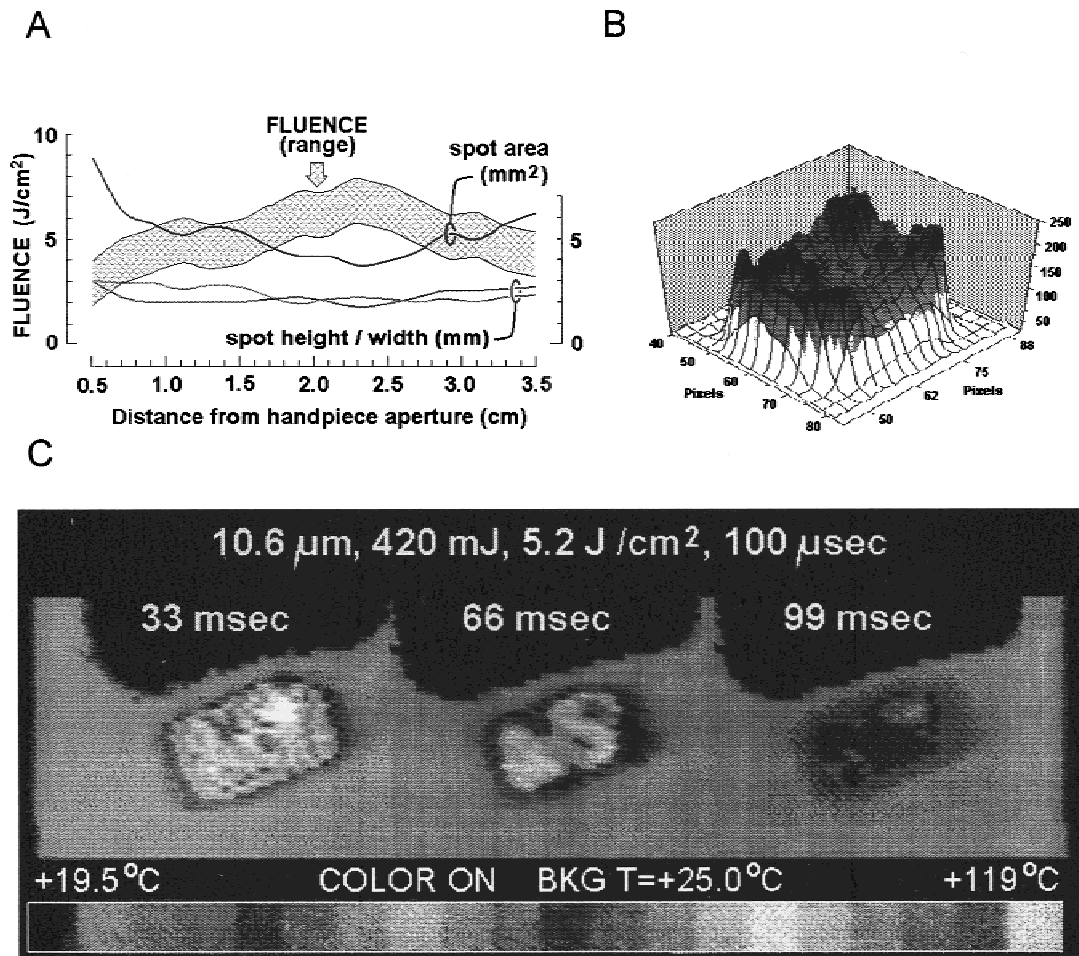 A
B
FLUENCE
(range)
spot area
(mm2)
FLUENCE (J/cm2)
10
5
0
5
0
spot height / width (mm)
0.5 1.0 1.5 2.0 2.5 3.0 3.5
Distance from handpiece aperture (cm)
250
200
150
100
50
40
50
60
70
80
Pixels
88
75
62
50
Pixels
C
10.6 µm, 420 mJ, 5.2 J /cm², 100 µsec
33 msec 66 msec 99 msec
+19.5°C COLOR ON BKG T=+25.0°C +119°C